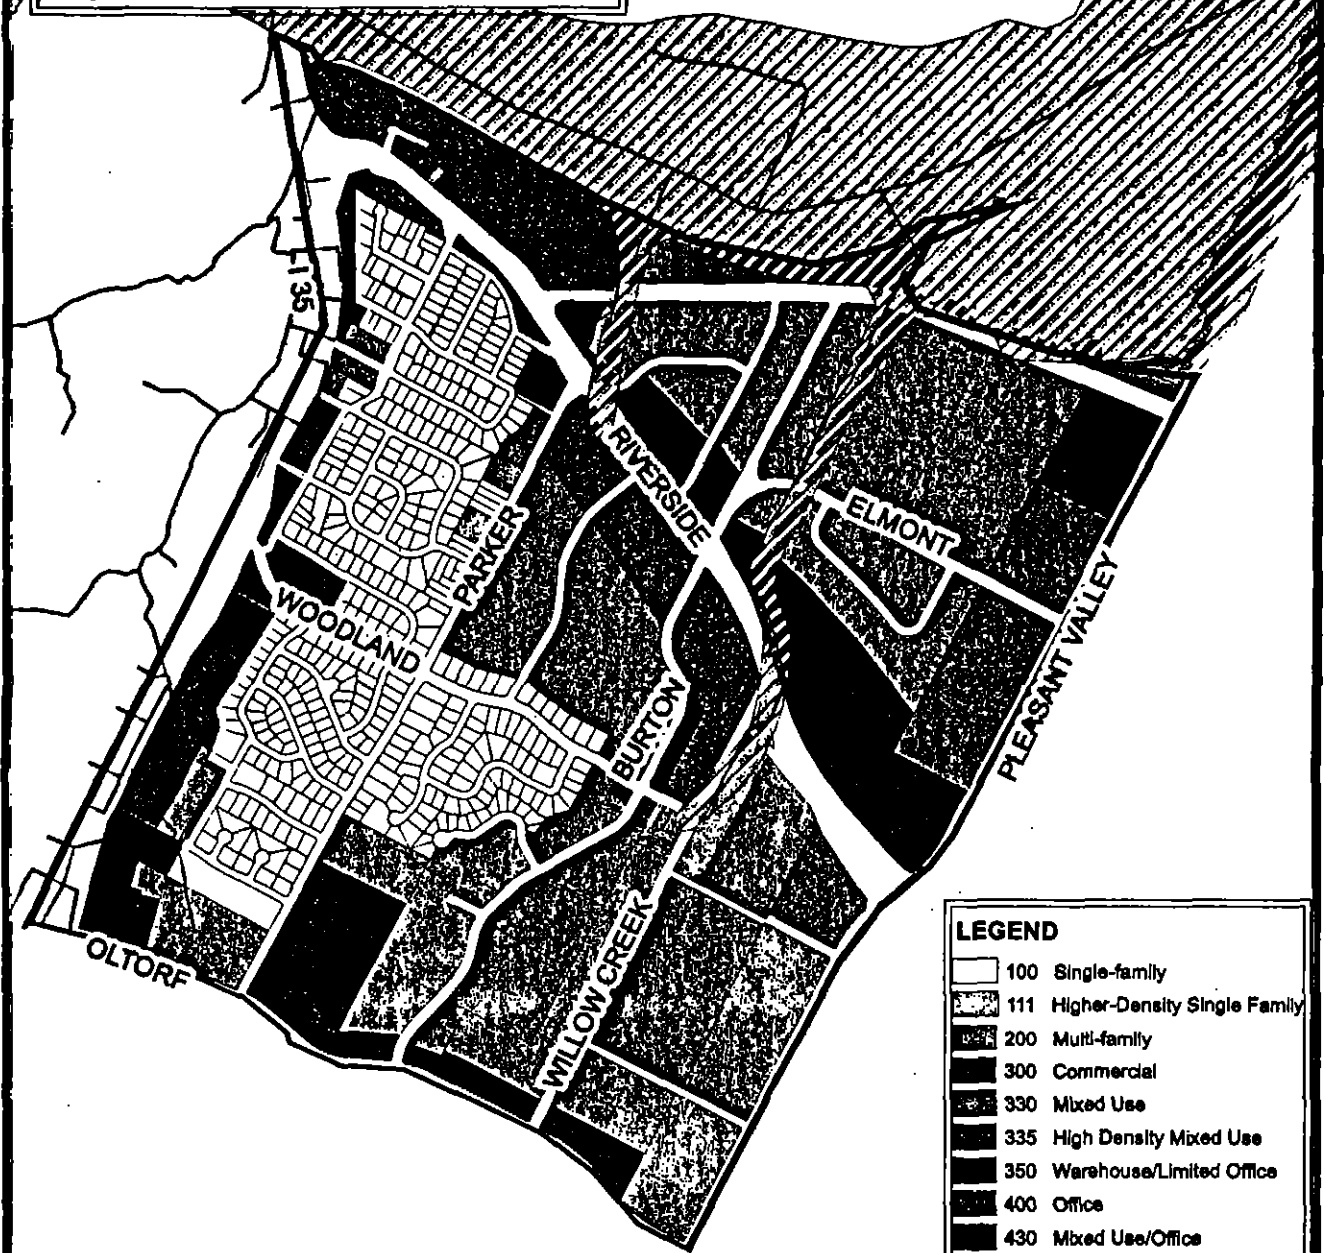 I-35
RIVERSIDE
ELMONT
PARKER
WOODLAND
PLEASANT VALLEY
BURTON
WILLOW CREEK
OLTORF
LEGEND
100 Single-family
111 Higher-Density Single Family
200 Multi-family
300 Commercial
330 Mixed Use
335 High Density Mixed Use
350 Warehouse/Limited Office
400 Office
430 Mixed Use/Office